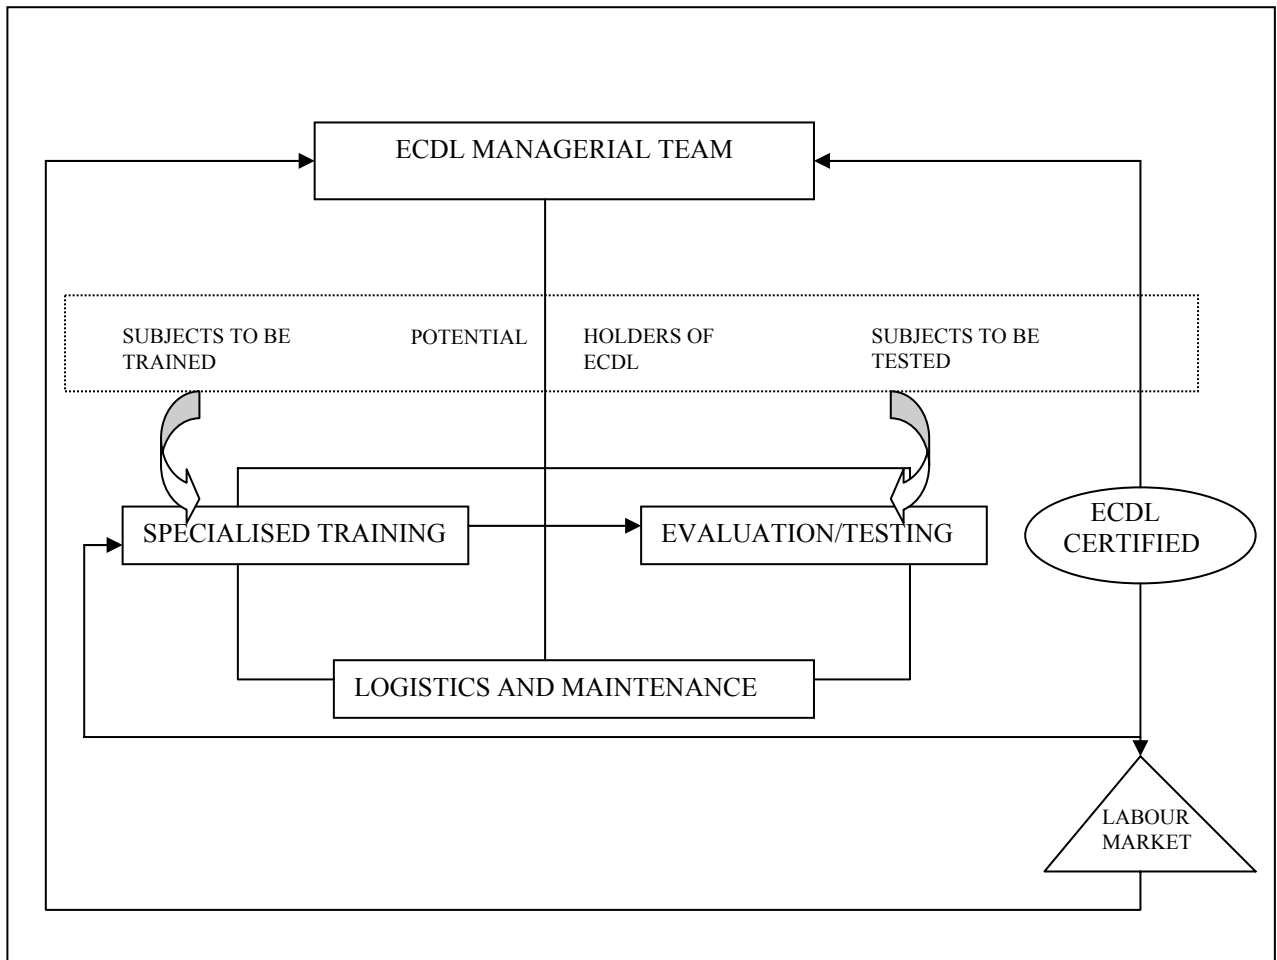 ECDL MANAGERIAL TEAM
SUBJECTS TO BE
TRAINED
POTENTIAL
HOLDERS OF
ECDL
SUBJECTS TO BE
TESTED
SPECIALISED TRAINING
EVALUATION/TESTING
ECDL
CERTIFIED
LOGISTICS AND MAINTENANCE
LABOUR
MARKET